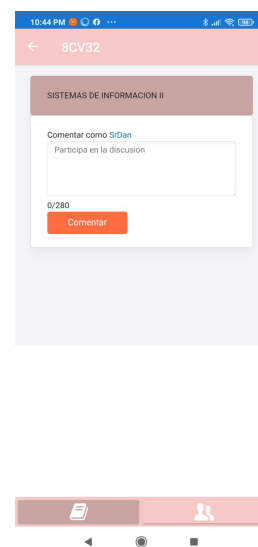 10:44 PM
8CV32
SISTEMAS DE INFORMACION II
Comentar como SrDan
Participa en la discusión
0/280
Comentar